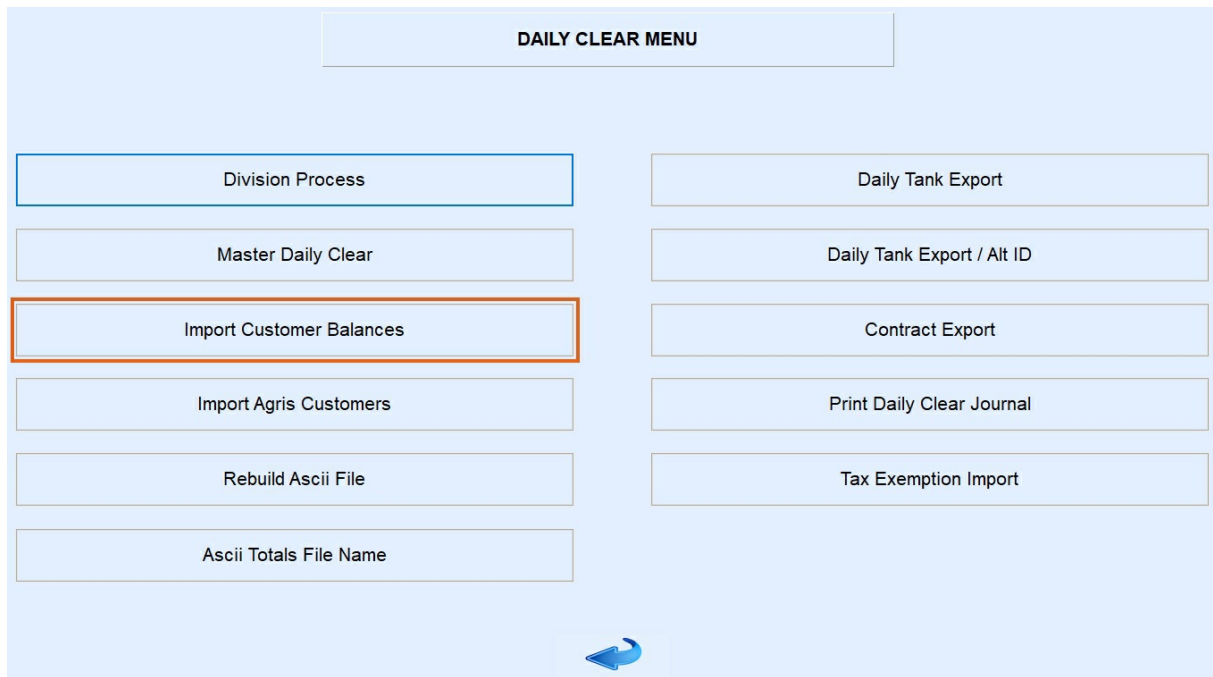 DAILY CLEAR MENU
Division Process
Master Daily Clear
Import Customer Balances
Import Agris Customers
Rebuild Ascii File
Ascii Totals File Name
Daily Tank Export
Daily Tank Export / Alt ID
Contract Export
Print Daily Clear Journal
Tax Exemption Import